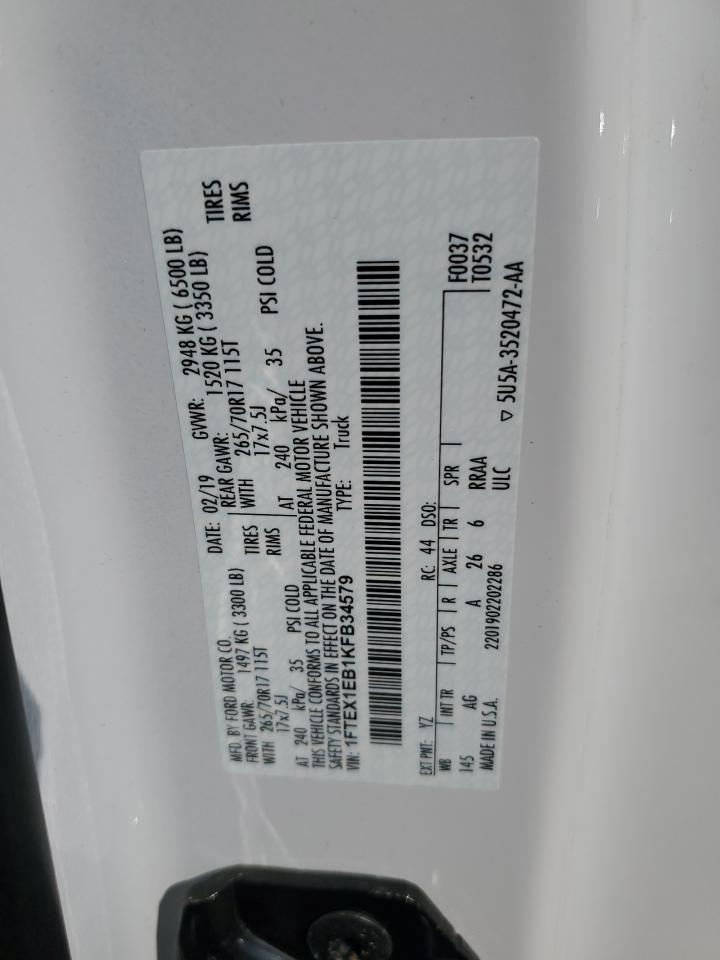 MFD. BY FORD MOTOR CO.
DATE: 02/19 GVWR: 2948 KG ( 6500 LB)
FRONT GAWR: 1497 KG ( 3300 LB) REAR GAWR: 1520 KG ( 3350 LB)
WITH 265/70R17 115T TIRES WITH 265/70R17 115T TIRES
17x7.5J RIMS 17x7.5J RIMS
AT 240 kPa/ 35 PSI COLD AT 240 kPa/ 35 PSI COLD
THIS VEHICLE CONFORMS TO ALL APPLICABLE FEDERAL MOTOR VEHICLE
SAFETY STANDARDS IN EFFECT ON THE DATE OF MANUFACTURE SHOWN ABOVE.
VIN: 1FTEX1EB1KFB34579 TYPE: Truck
F0037
T0532
EXT PNT: YZ RC: 44 DSO:
WB INT TR TP/PS R AXLE TR SPR
145 AG A 26 6 RRAA
MADE IN U.S.A. 2201902202286 ULC ▽ 5U5A-3520472-AA